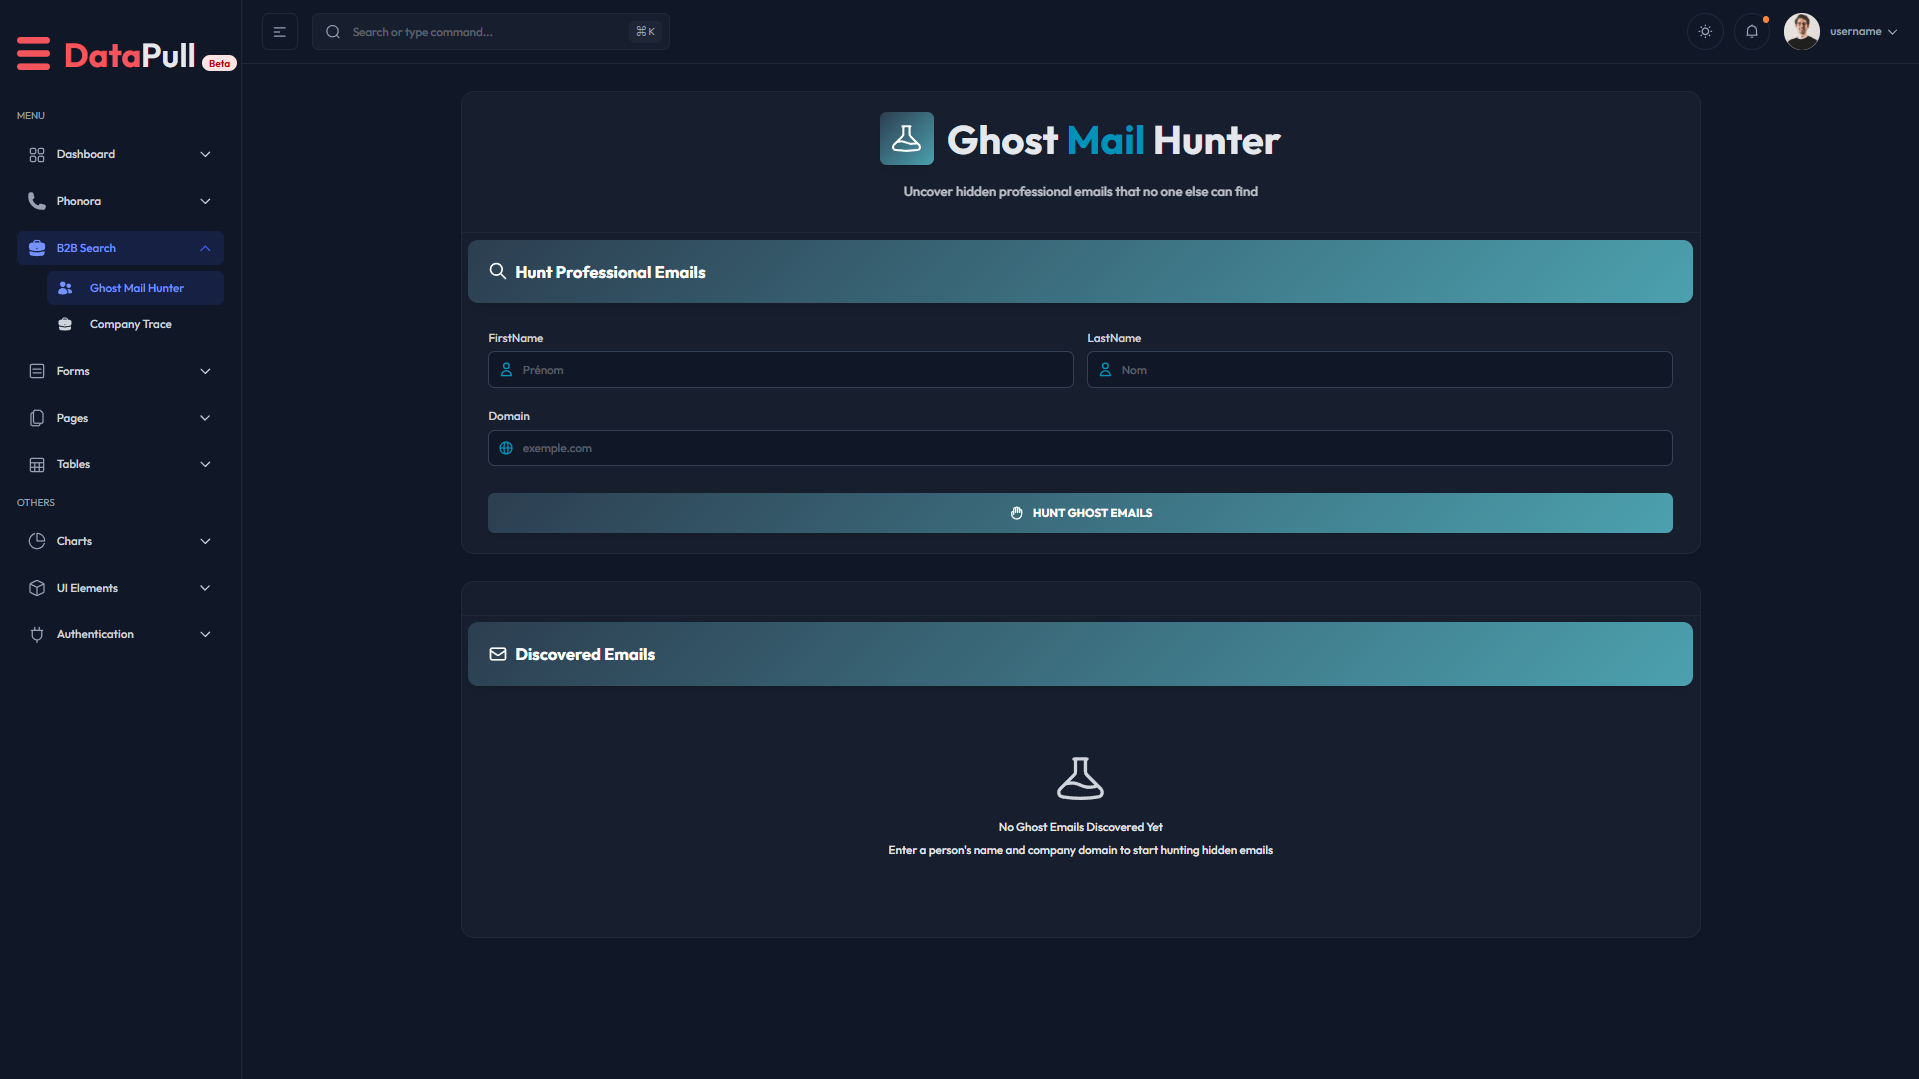 DataPull Beta
Search or type command...
⌘K
username
MENU
Dashboard
Phonora
B2B Search
Ghost Mail Hunter
Company Trace
Forms
Pages
Tables
OTHERS
Charts
UI Elements
Authentication
Ghost Mail Hunter
Uncover hidden professional emails that no one else can find
Hunt Professional Emails
FirstName
Prénom
LastName
Nom
Domain
exemple.com
HUNT GHOST EMAILS
Discovered Emails
No Ghost Emails Discovered Yet
Enter a person's name and company domain to start hunting hidden emails